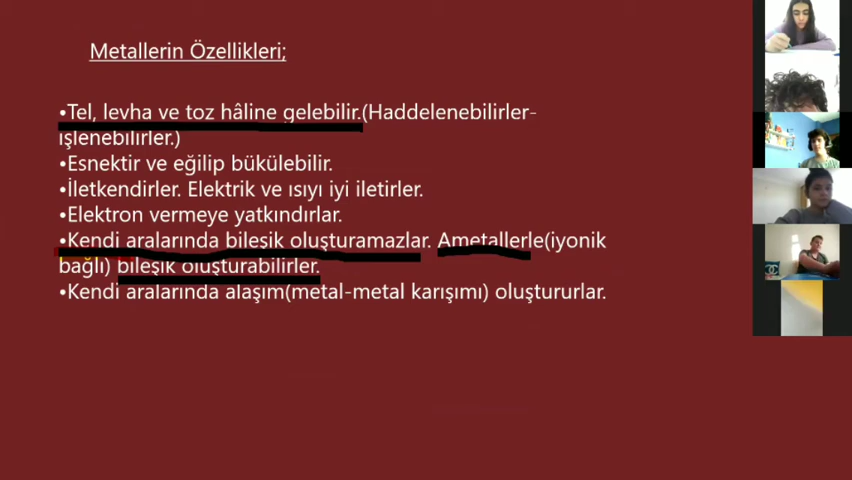 Metallerin Özellikleri;
•Tel, levha ve toz hâline gelebilir.(Haddelenebilirler-
işlenebilirler.)
•Esnektir ve eğilip bükülebilir.
•İletkendirler. Elektrik ve ısıyı iyi iletirler.
•Elektron vermeye yatkındırlar.
•Kendi aralarında bileşik oluşturamazlar. Ametallerle(iyonik
bağlı) bileşik oluşturabilirler.
•Kendi aralarında alaşım(metal-metal karışımı) oluştururlar.